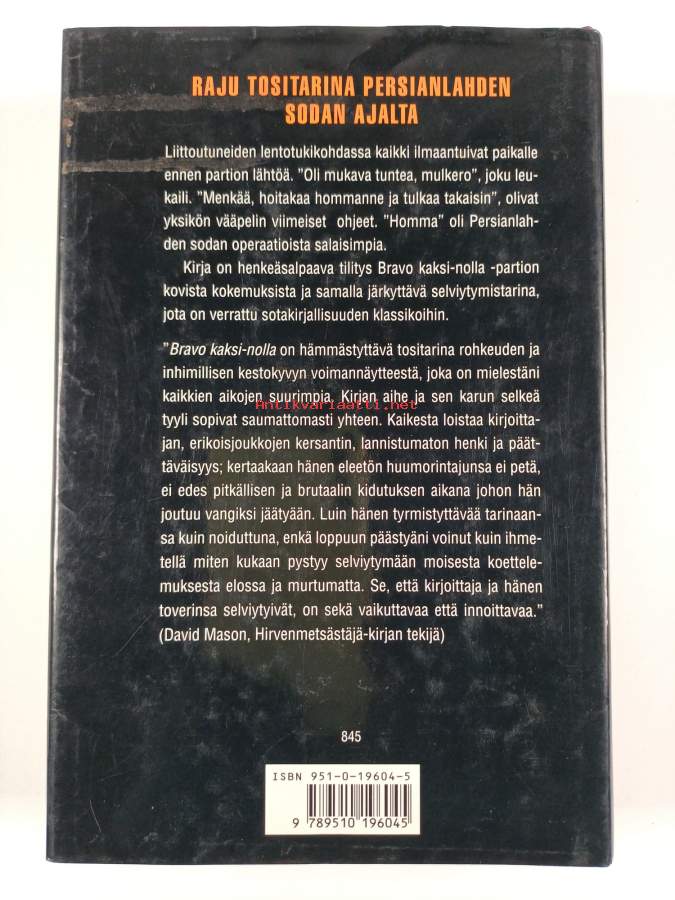 RAJU TOSITARINA PERSIANLAHDEN
SODAN AJALTA
Liittoutuneiden lentotukikohdassa kaikki ilmaantuivat paikalle
ennen partion lähtöä. ”Oli mukava tuntea, mulkero”, joku leu-
kaili. ”Menkää, hoitakaa hommanne ja tulkaa takaisin”, olivat
yksikön vääpelin viimeiset ohjeet. ”Homma” oli Persianlah-
den sodan operaatioista salaisimpia.
Kirja on henkeäsalpaava tilitys Bravo kaksi-nolla -partion
kovista kokemuksista ja samalla järkyttävä selviytymistarina,
jota on verrattu sotakirjallisuuden klassikoihin.
”Bravo kaksi-nolla on hämmästyttävä tositarina rohkeuden ja
inhimillisen kestokyvyn voimannäytteestä, joka on mielestäni
kaikkien aikojen suurimpia. Kirjan aihe ja sen karun selkeä
Antikvariaatti.net
tyyli sopivat saumattomasti yhteen. Kaikesta loistaa kirjoitta-
jan, erikoisjoukkojen kersantin, lannistumaton henki ja päät-
täväisyys; kertaakaan hänen eleetön huumorintajunsa ei petä,
ei edes pitkällisen ja brutaalin kidutuksen aikana johon hän
joutuu vangiksi jäätyään. Luin hänen tyrmistyttävää tarinaan-
sa kuin noiduttuna, enkä loppuun päästyäni voinut kuin ihme-
tellä miten kukaan pystyy selviytymään moisesta koettele-
muksesta elossa ja murtumatta. Se, että kirjoittaja ja hänen
toverinsa selviytyivät, on sekä vaikuttavaa että innoittavaa.”
(David Mason, Hirvenmetsästäjä-kirjan tekijä)
845
ISBN 951-0-19604-5
9 789510 196045